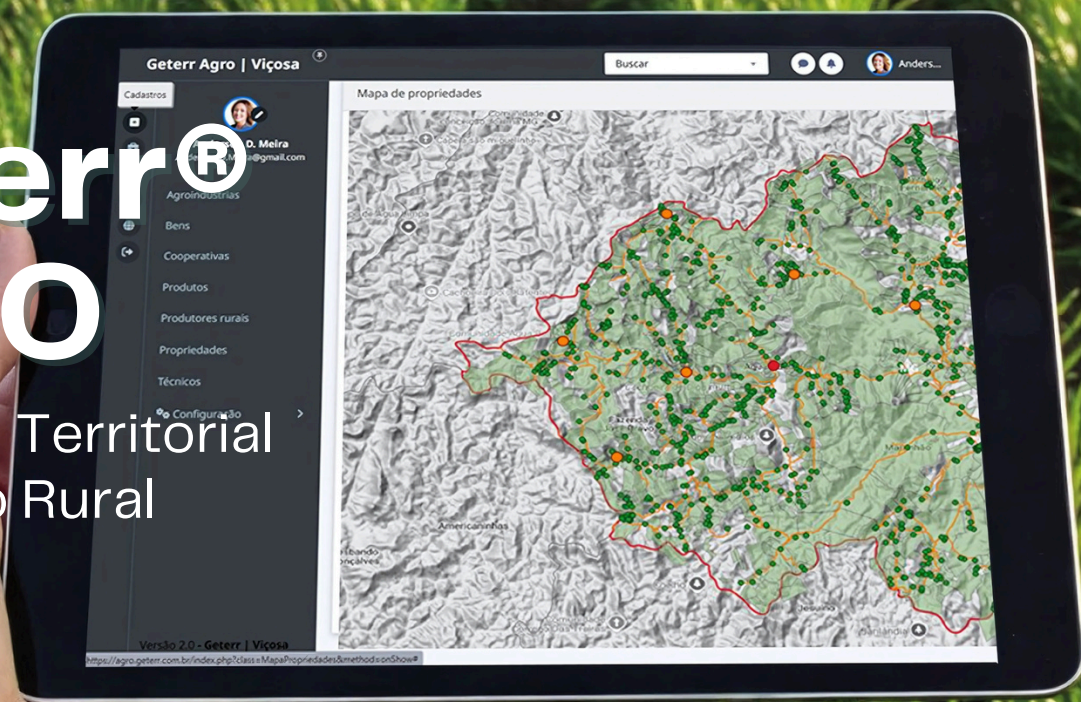 Geterr Agro | Viçosa
Buscar
Anders...
Cadastros
Mapa de propriedades
D. Meira
@gmail.com
err®
O
Territorial
Rural
Agroindústrias
Bens
Cooperativas
Produtos
Produtores rurais
Propriedades
Técnicos
Configuração
Americaninhas
Jesuíno
Versão 2.0 - Geterr | Viçosa
https://agro.geterr.com.br/index.php?class=MapaPropriedades&method=onShow#